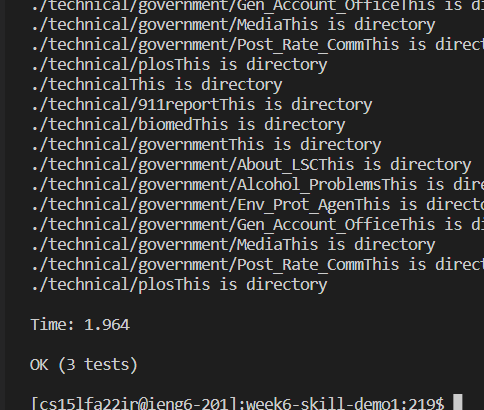 ./technical/government/Gen_Account_OfficeThis is d
./technical/government/MediaThis is directory
./technical/government/Post_Rate_CommThis is direct
./technical/plosThis is directory
./technicalThis is directory
./technical/911reportThis is directory
./technical/biomedThis is directory
./technical/governmentThis is directory
./technical/government/About_LSCThis is directory
./technical/government/Alcohol_ProblemsThis is dire
./technical/government/Env_Prot_AgenThis is directo
./technical/government/Gen_Account_OfficeThis is di
./technical/government/MediaThis is directory
./technical/government/Post_Rate_CommThis is direct
./technical/plosThis is directory
Time: 1.964
OK (3 tests)
[cs15lfa22ir@ieng6-201]:week6-skill-demo1:219$